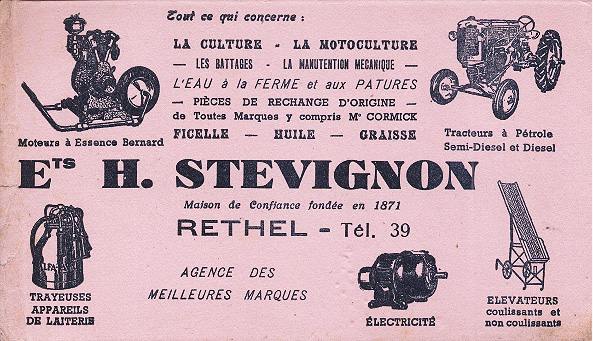 Tout ce qui concerne :
LA CULTURE - LA MOTOCULTURE
— LES BATTAGES - LA MANUTENTION MECANIQUE —
L'EAU à la FERME et aux PATURES
— PIÈCES DE RECHANGE D'ORIGINE —
de Toutes Marques y compris Mc CORMICK
FICELLE — HUILE — GRAISSE
Moteurs à Essence Bernard
Tracteurs à Pétrole
Semi-Diesel et Diesel
Ets H. STEVIGNON
Maison de Confiance fondée en 1871
RETHEL - Tél. 39
ALFA
TRAYEUSES
APPAREILS
DE LAITERIE
AGENCE DES
MEILLEURES MARQUES
ÉLECTRICITÉ
ELEVATEURS
coulissants et
non coulissants